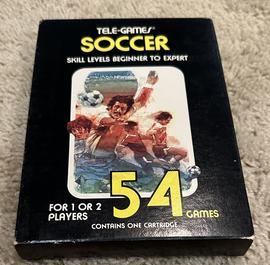 TELE-GAMES
SOCCER
SKILL LEVELS BEGINNER TO EXPERT
FOR 1 OR 2
PLAYERS
54
GAMES
CONTAINS ONE CARTRIDGE